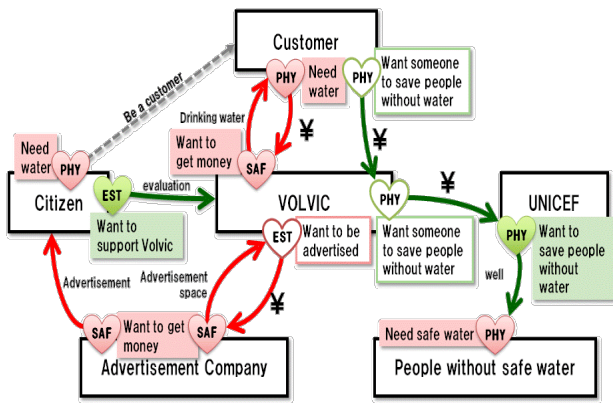 Customer
PHY
Need
water
PHY
Want someone
to save people
without water
Be a customer
Drinking water
¥
¥
Want to
get money
SAF
Need
water
PHY
Citizen
EST
evaluation
Want to
support Volvic
VOLVIC
PHY
¥
UNICEF
EST
Want to be
advertised
Want someone
to save people
without water
PHY
Want to
save people
without
water
Advertisement
Advertisement
space
¥
well
SAF
Want to get
money
SAF
Need safe water
PHY
Advertisement Company
People without safe water